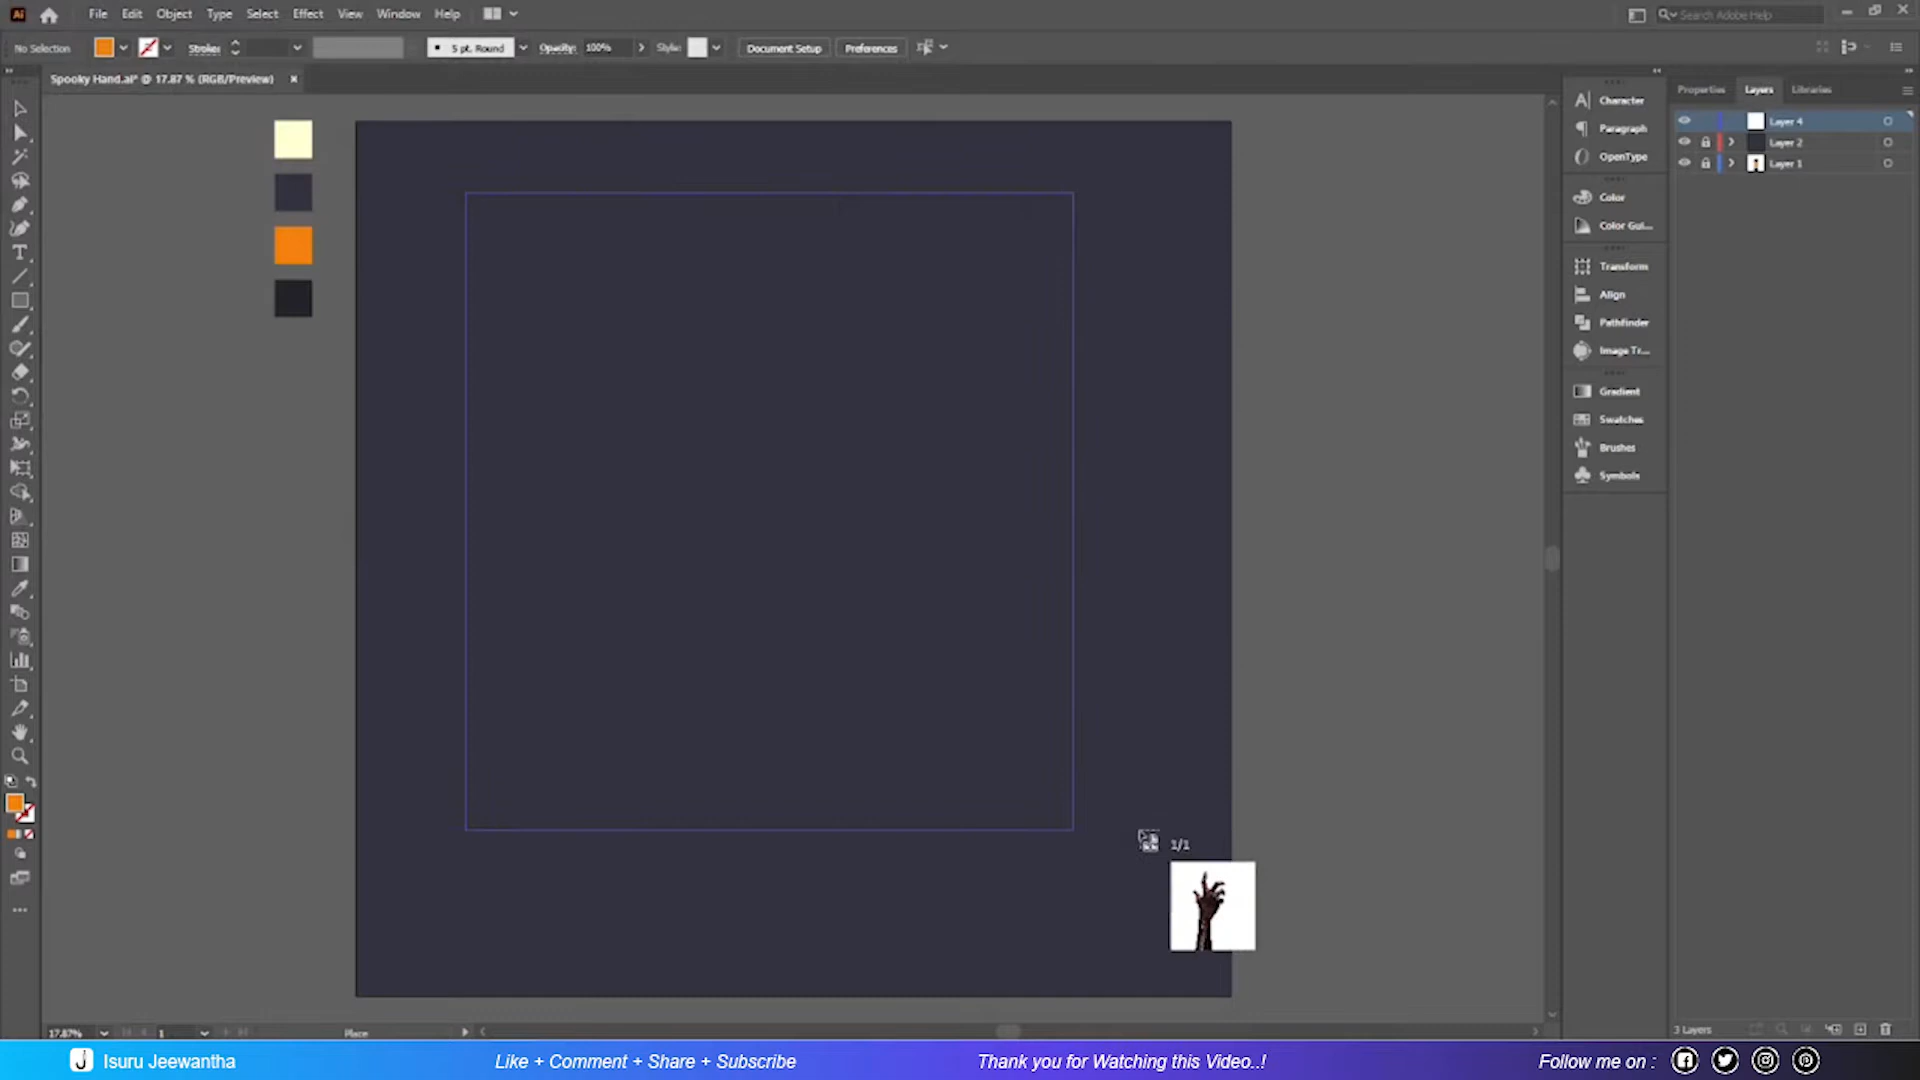 Ai File Edit Object Type Select Effect View Window Help Search Adobe Help
No Selection Stroke: 5 pt. Round Opacity: 100% Style: Document Setup Preferences
Spooky Hand.ai* @ 17.87 % (RGB/Preview) ×
Character
Paragraph
OpenType
Color
Color Gui...
Transform
Align
Pathfinder
Image Tr...
Gradient
Swatches
Brushes
Symbols
Properties Layers Libraries
Layer 4
Layer 2
Layer 1
1/1
17.87% 1 Place 3 Layers
Isuru Jeewantha Like + Comment + Share + Subscribe Thank you for Watching this Video..! Follow me on :